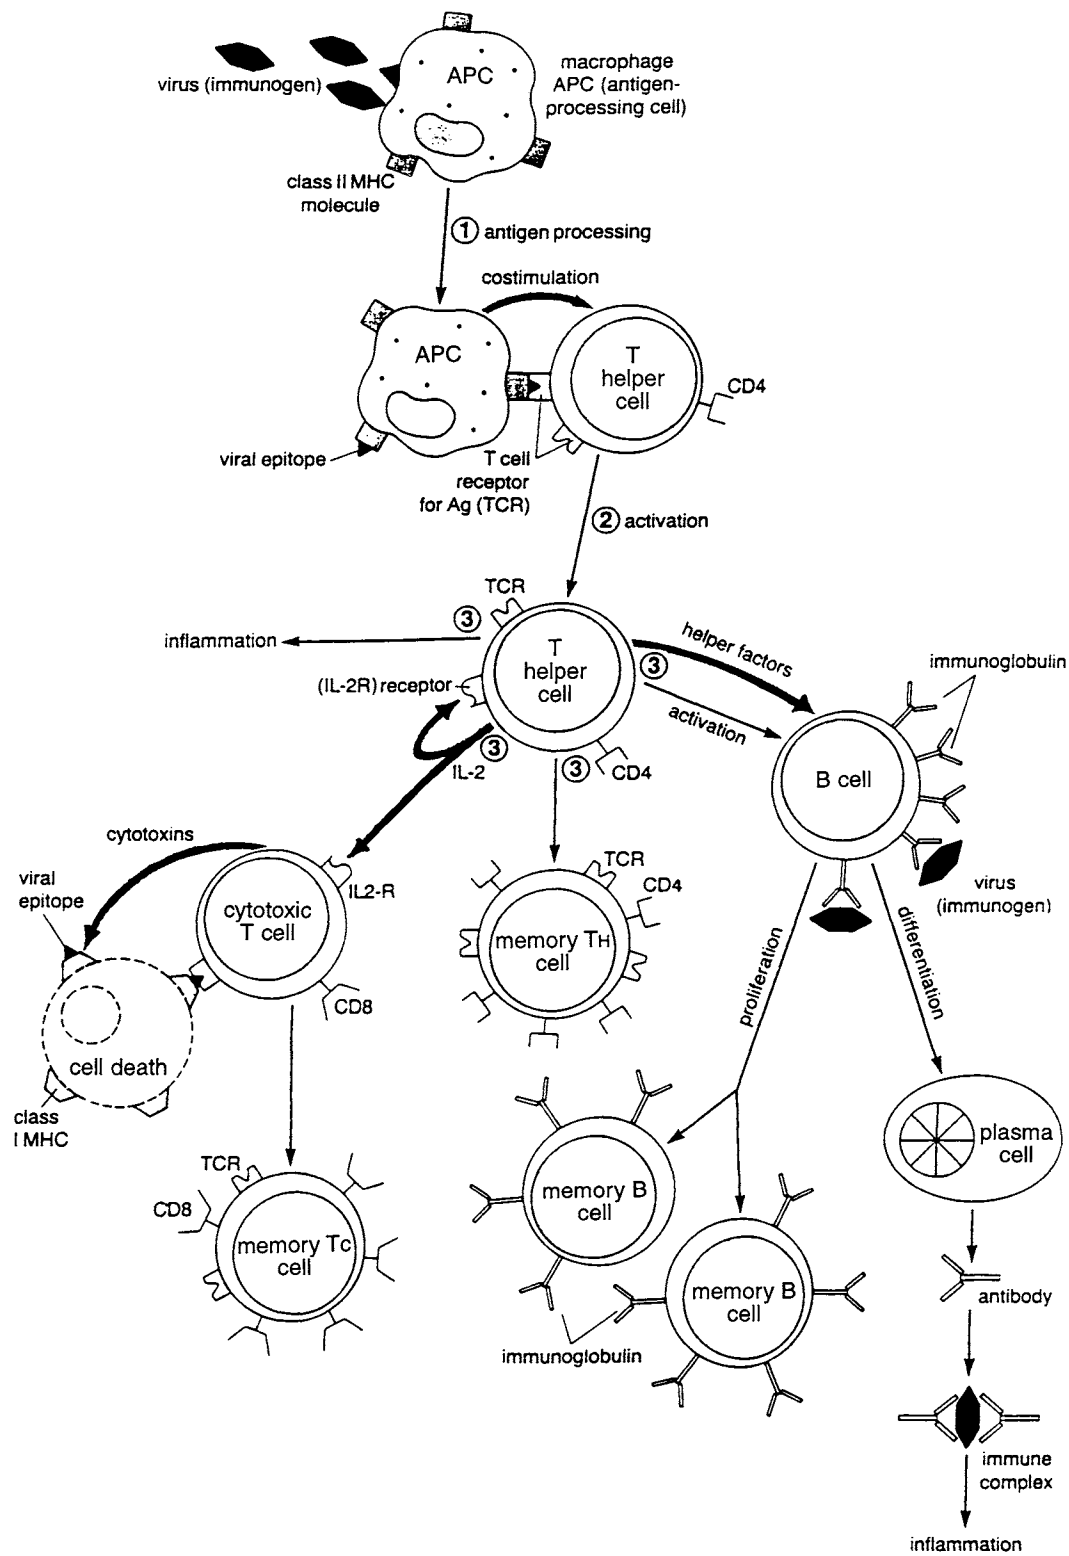 virus (immunogen)
APC
macrophage
APC (antigen-
processing cell)
class II MHC
molecule
1 antigen processing
costimulation
APC
T
helper
cell
CD4
viral epitope
T cell
receptor
for Ag (TCR)
2 activation
TCR
3
inflammation
T
helper
cell
3
helper factors
immunoglobulin
(IL-2R) receptor
activation
3
IL-2
3
CD4
B cell
cytotoxins
viral
epitope
IL2-R
cytotoxic
T cell
TCR
CD4
memory TH
cell
virus
(immunogen)
proliferation
differentiation
CD8
cell death
class
I MHC
plasma
cell
TCR
CD8
memory TC
cell
memory B
cell
memory B
cell
immunoglobulin
antibody
immune
complex
inflammation